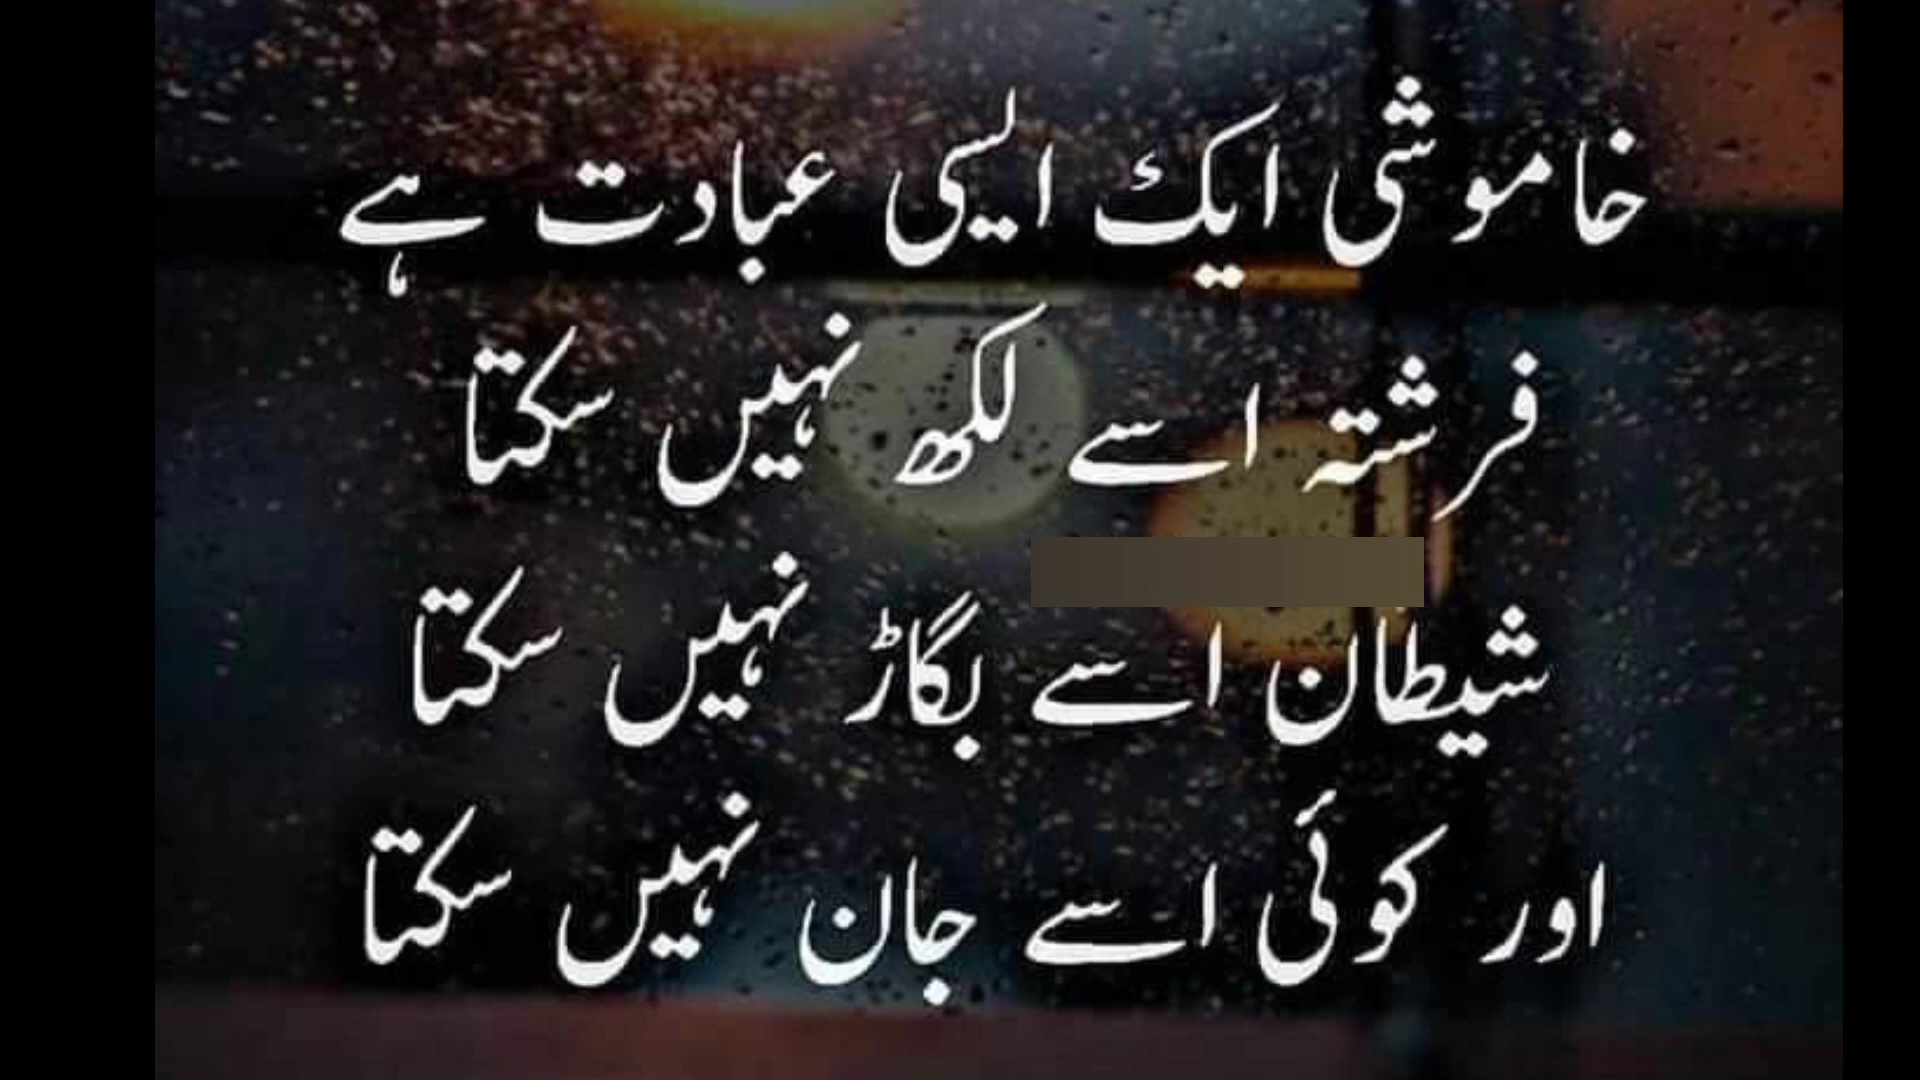 خاموشی ایک ایسی عبادت ہے
فرشتہ اسے لکھ نہیں سکتا
شیطان اسے بگاڑ نہیں سکتا
اور کوئی اسے جان نہیں سکتا